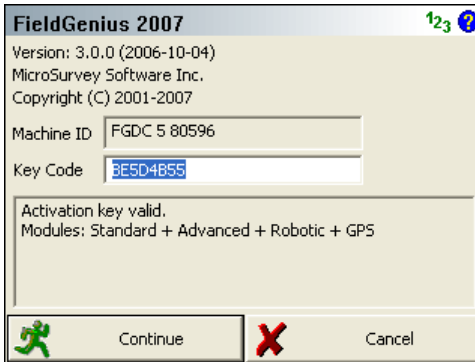 FieldGenius 2007 123 ?
Version: 3.0.0 (2006-10-04)
MicroSurvey Software Inc.
Copyright (C) 2001-2007
Machine ID FGDC 5 80596
Key Code BE5D4B55
Activation key valid.
Modules: Standard + Advanced + Robotic + GPS
Continue Cancel